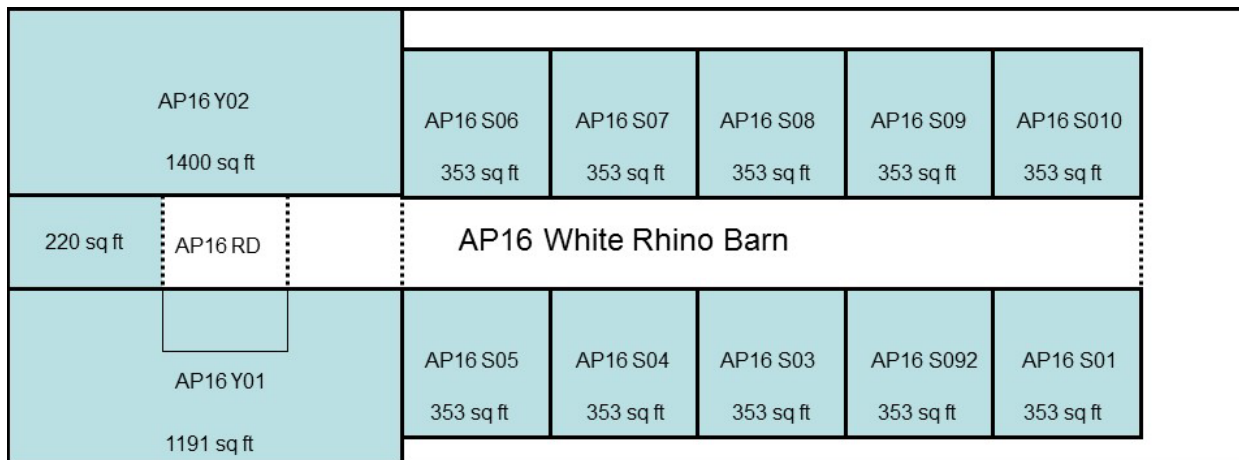 AP16 Y02
1400 sq ft
AP16 S06
353 sq ft
AP16 S07
353 sq ft
AP16 S08
353 sq ft
AP16 S09
353 sq ft
AP16 S010
353 sq ft
220 sq ft
AP16 RD
AP16 White Rhino Barn
AP16 Y01
1191 sq ft
AP16 S05
353 sq ft
AP16 S04
353 sq ft
AP16 S03
353 sq ft
AP16 S092
353 sq ft
AP16 S01
353 sq ft